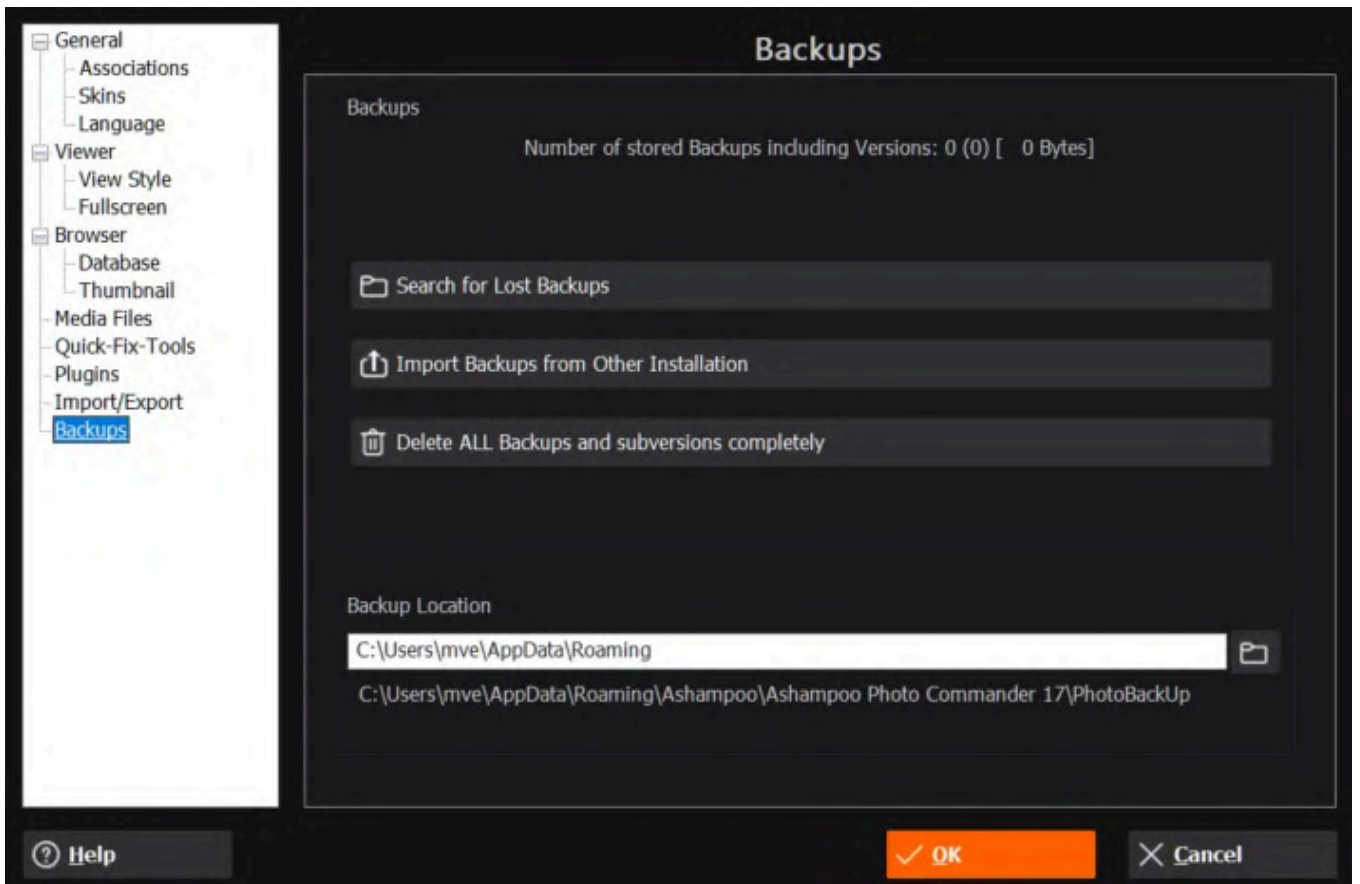 General
Associations
Skins
Language
Viewer
View Style
Fullscreen
Browser
Database
Thumbnail
Media Files
Quick-Fix-Tools
Plugins
Import/Export
Backups
Backups
Backups
Number of stored Backups including Versions: 0 (0) [ 0 Bytes]
Search for Lost Backups
Import Backups from Other Installation
Delete ALL Backups and subversions completely
Backup Location
C:\Users\mve\AppData\Roaming
C:\Users\mve\AppData\Roaming\Ashampoo\Ashampoo Photo Commander 17\PhotoBackUp
Help
OK
Cancel